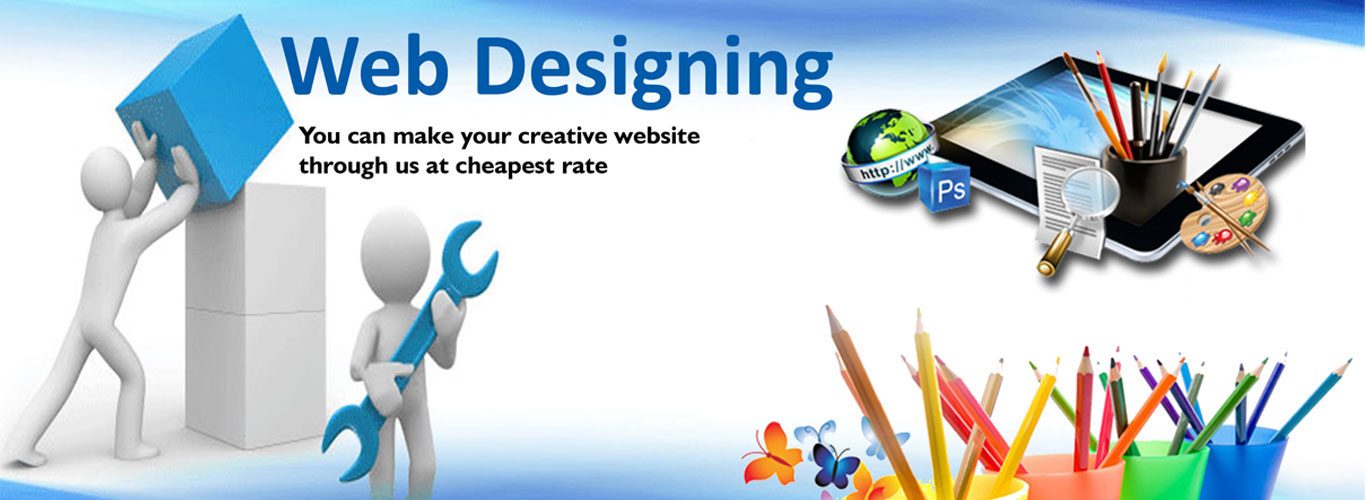 Web Designing
You can make your creative website
through us at cheapest rate
http://www.
Ps